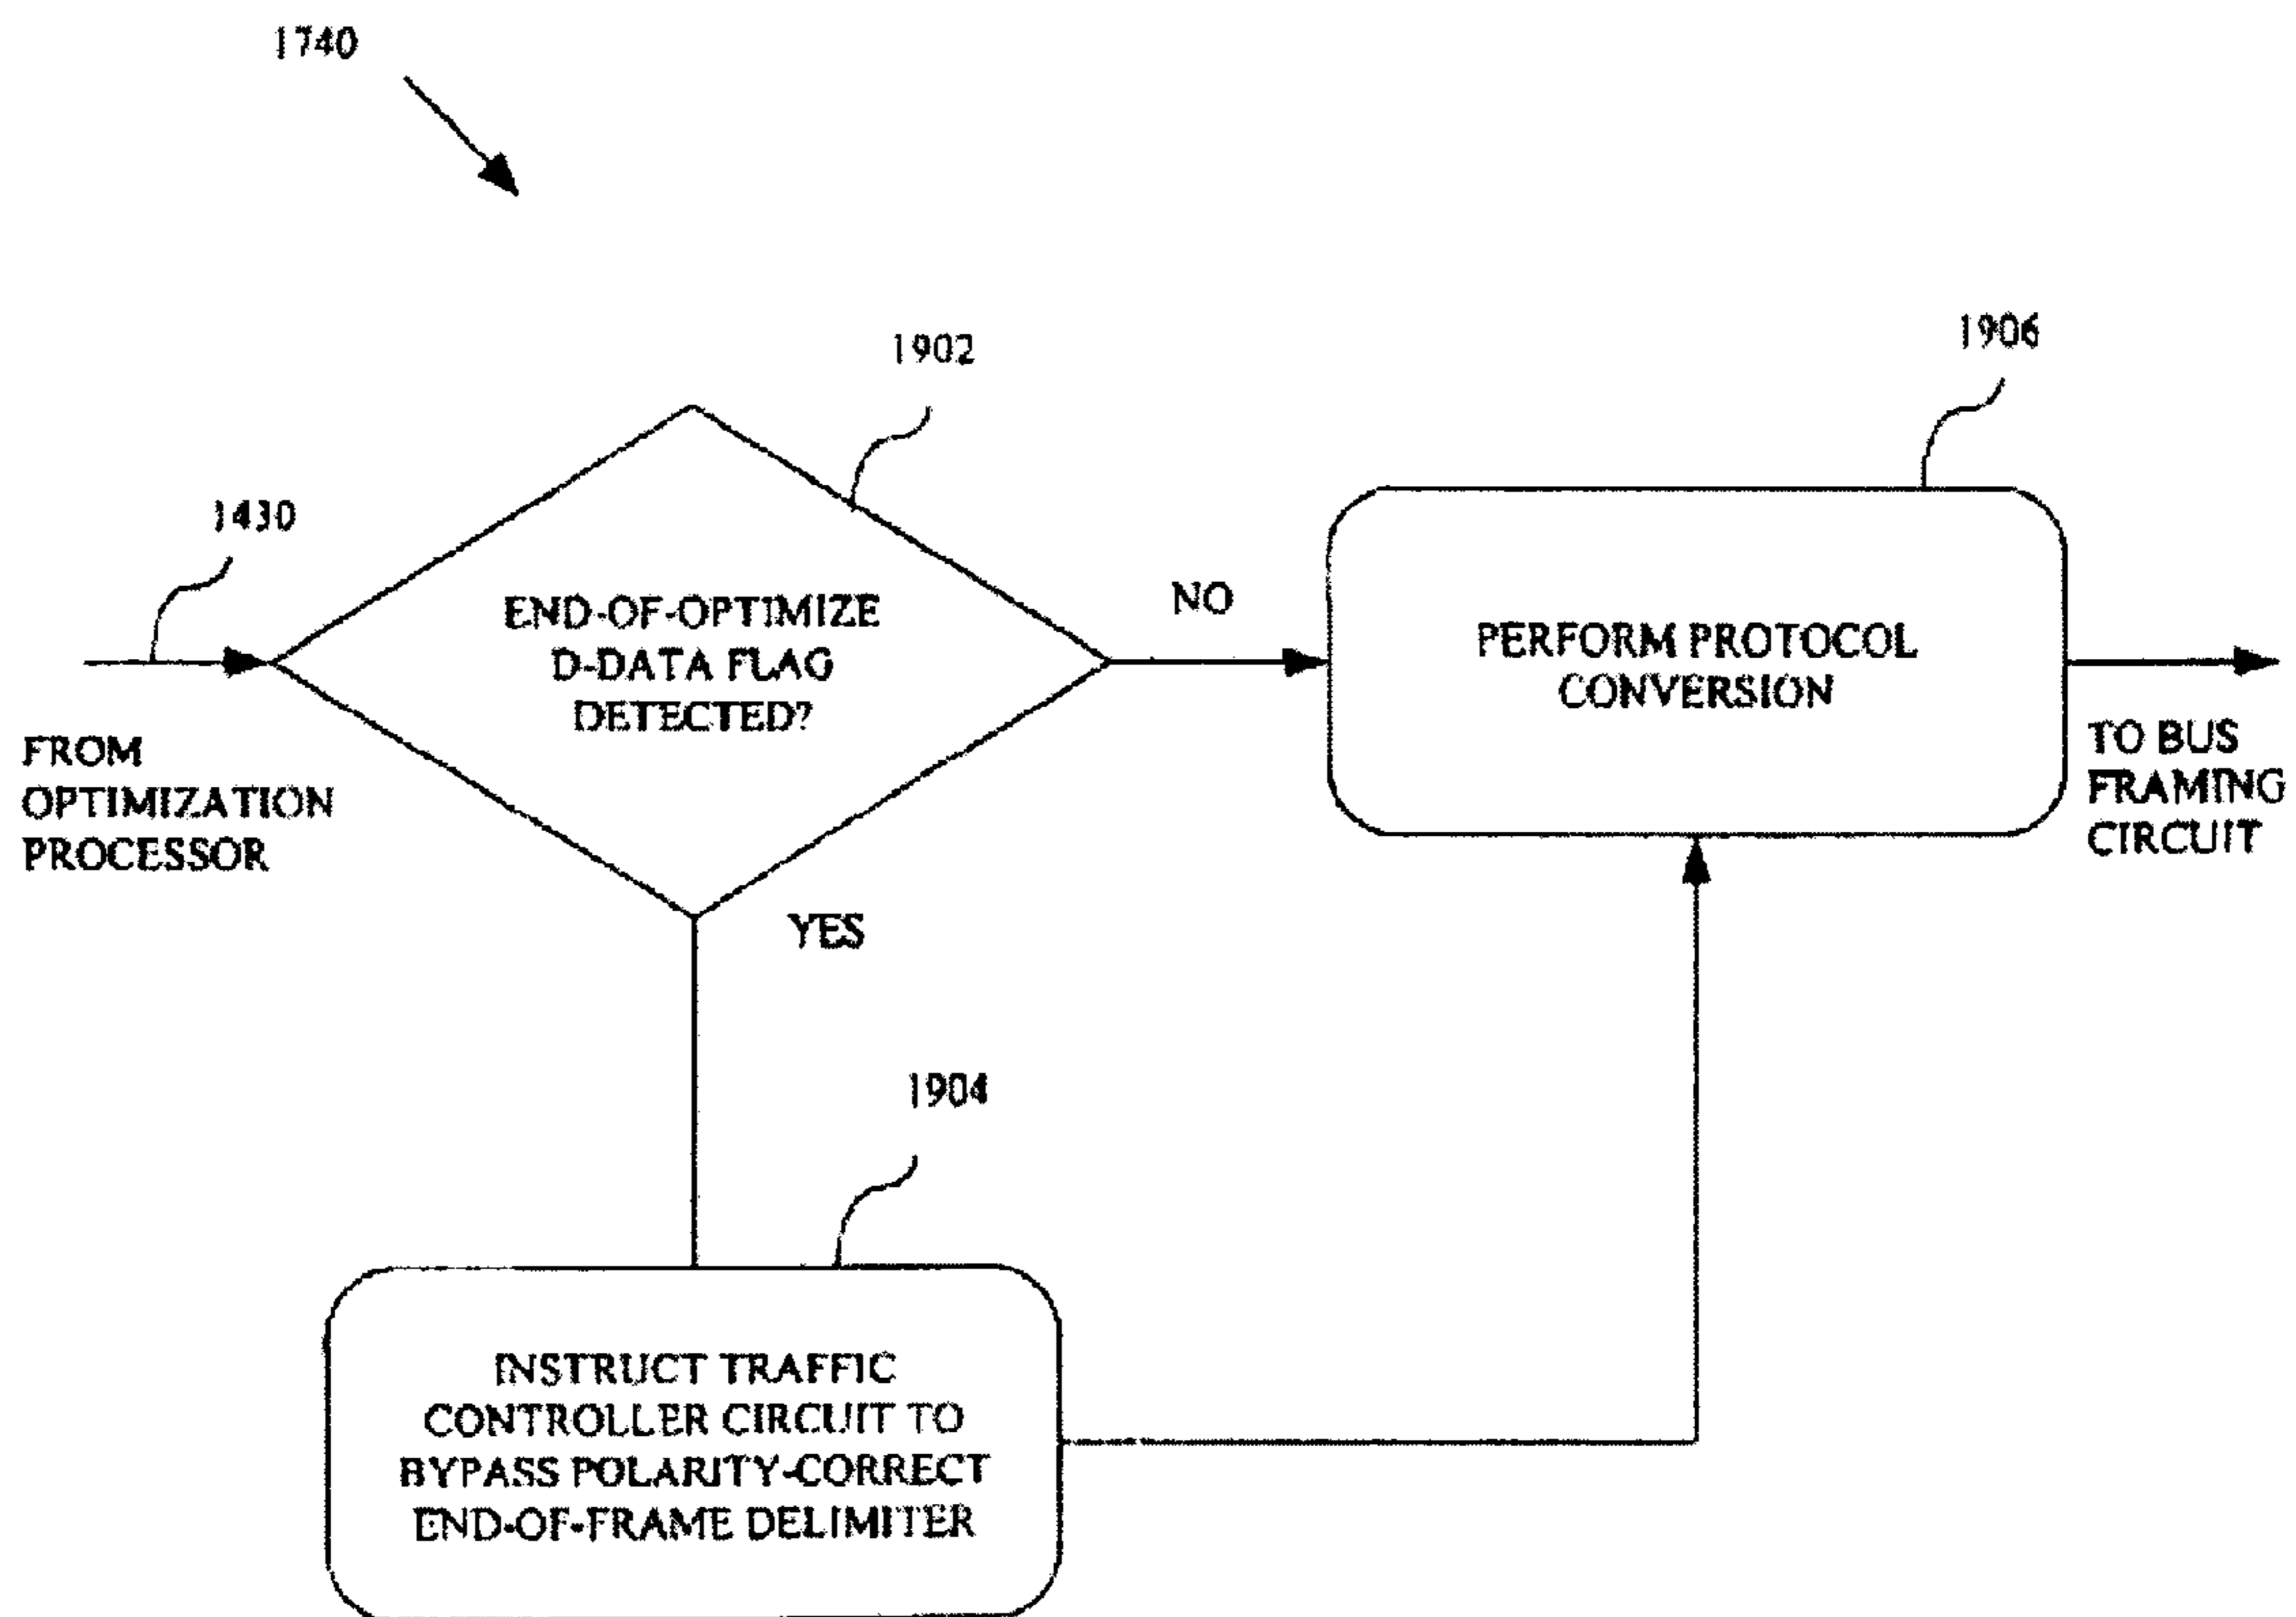 1740
1902
1906
1430
END-OF-OPTIMIZE
D-DATA FLAG
DETECTED?
NO
PERFORM PROTOCOL
CONVERSION
FROM
OPTIMIZATION
PROCESSOR
TO BUS
FRAMING
CIRCUIT
YES
1904
INSTRUCT TRAFFIC
CONTROLLER CIRCUIT TO
BYPASS POLARITY-CORRECT
END-OF-FRAME DELIMITER